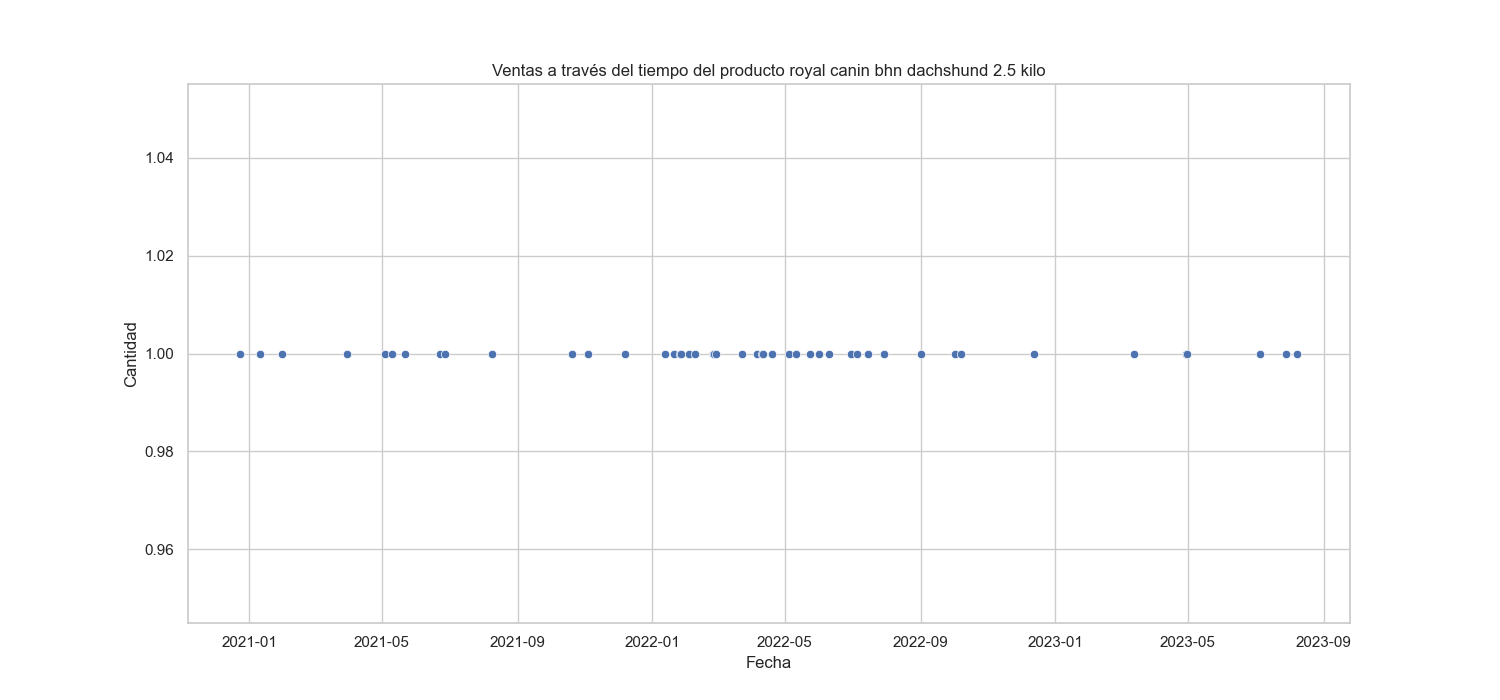 Ventas a través del tiempo del producto royal canin bhn dachshund 2.5 kilo
1.04
1.02
1.00
0.98
0.96
Cantidad
2021-01 2021-05 2021-09 2022-01 2022-05 2022-09 2023-01 2023-05 2023-09
Fecha